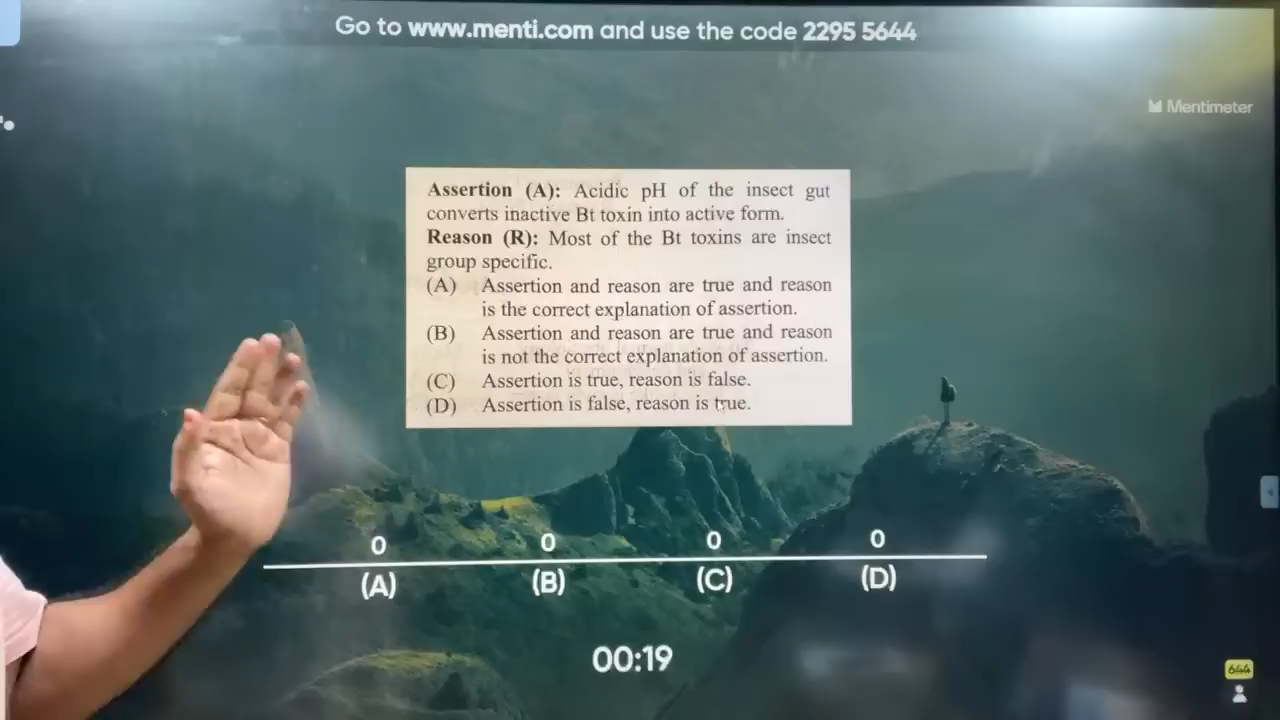 Go to www.menti.com and use the code 2295 5644
Mentimeter
Assertion (A): Acidic pH of the insect gut
converts inactive Bt toxin into active form.
Reason (R): Most of the Bt toxins are insect
group specific.
(A) Assertion and reason are true and reason
is the correct explanation of assertion.
(B) Assertion and reason are true and reason
is not the correct explanation of assertion.
(C) Assertion is true, reason is false.
(D) Assertion is false, reason is true.
0 0 0 0
(A) (B) (C) (D)
00:19
644